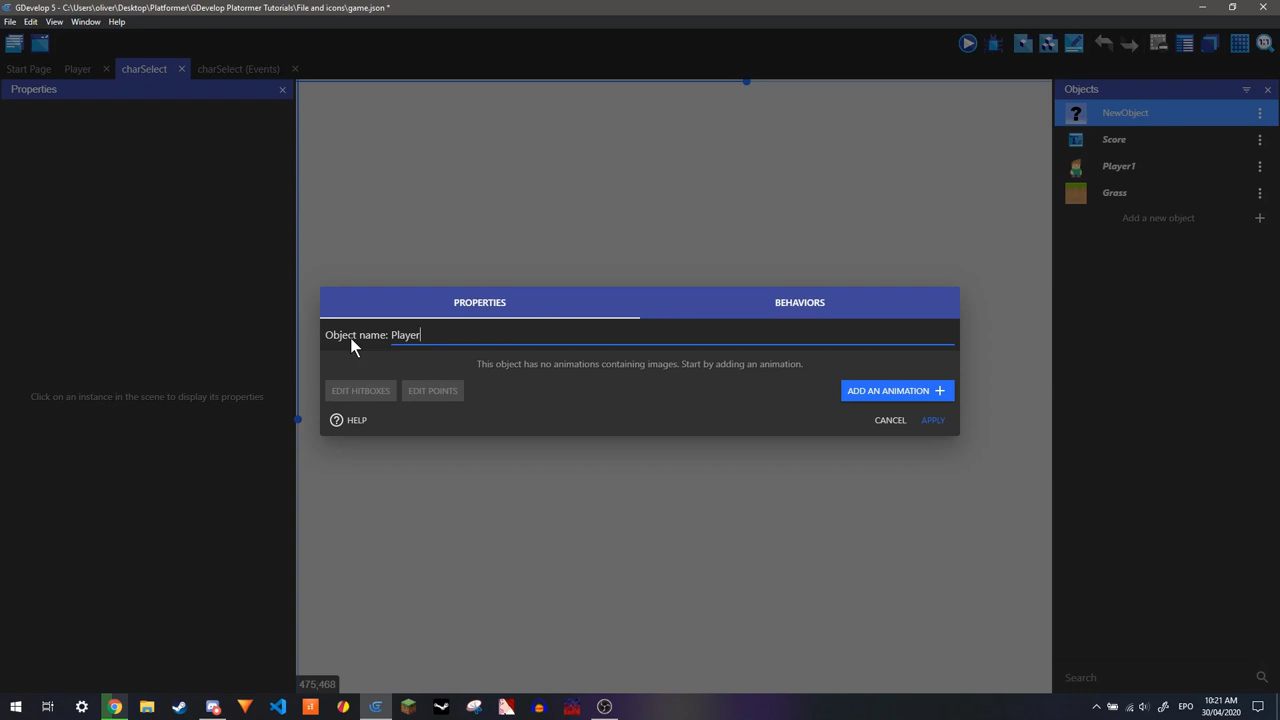 GDevelop 5 - C:\Users\oliver\Desktop\Platformer\GDevelop Platormer Tutorials\File and icons\game.json *
File Edit View Window Help
Start Page Player charSelect charSelect (Events)
Properties
Objects
NewObject
Score
Player1
Grass
Add a new object
PROPERTIES BEHAVIORS
Object name: Player
This object has no animations containing images. Start by adding an animation.
EDIT HITBOXES EDIT POINTS ADD AN ANIMATION
HELP CANCEL APPLY
Click on an instance in the scene to display its properties
475,468
Search
EPO
10:21 AM
30/04/2020